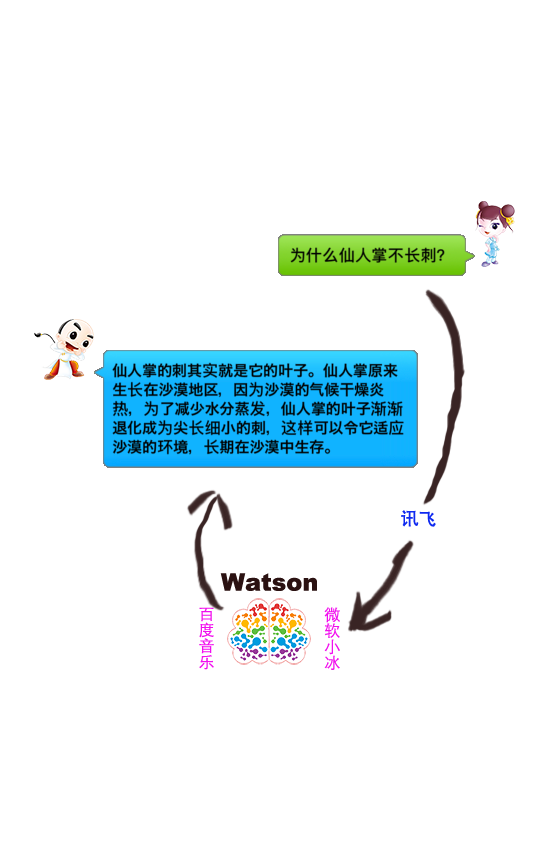 为什么仙人掌不长刺?
仙人掌的刺其实就是它的叶子。仙人掌原来
生长在沙漠地区，因为沙漠的气候干燥炎
热，为了减少水分蒸发，仙人掌的叶子渐渐
退化成为尖长细小的刺，这样可以令它适应
沙漠的环境，长期在沙漠中生存。
讯飞
Watson
百度音乐
微软小冰